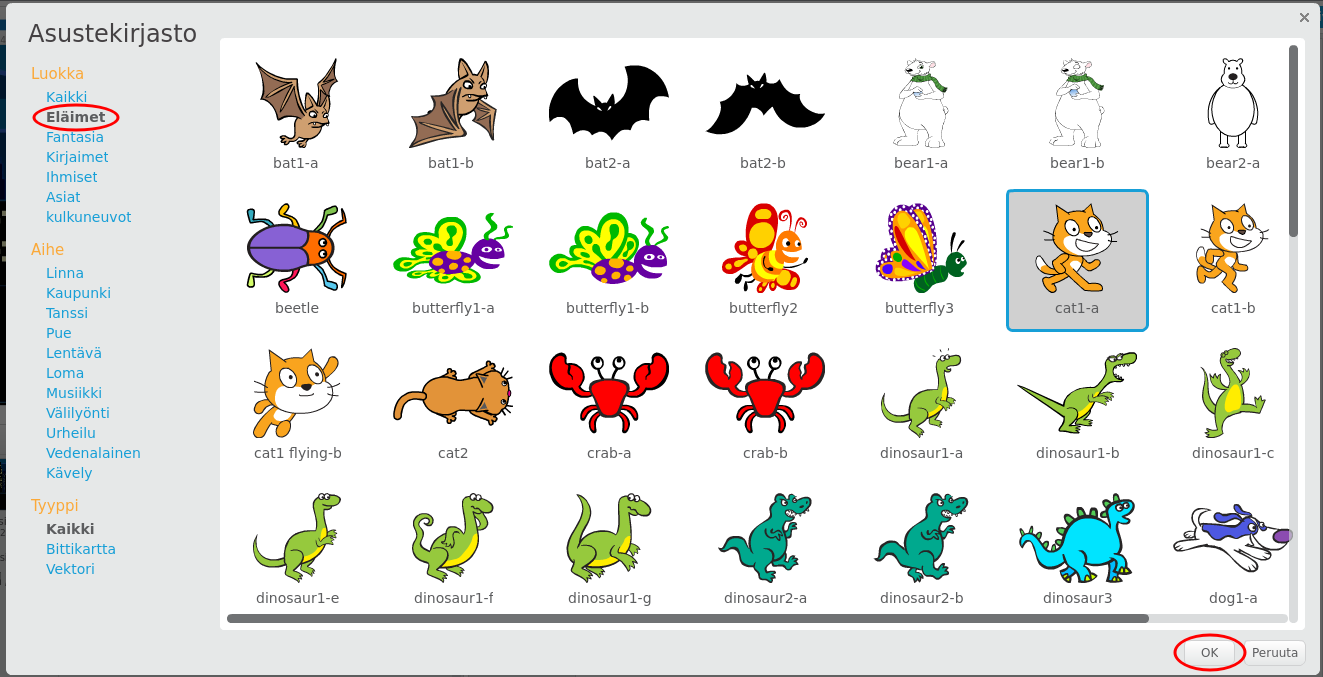 Asustekirjasto
Luokka
Kaikki
Eläimet
Fantasia
Kirjaimet
Ihmiset
Asiat
kulkuneuvot
Aihe
Linna
Kaupunki
Tanssi
Pue
Lentävä
Loma
Musiikki
Välilyönti
Urheilu
Vedenalainen
Kävely
Tyyppi
Kaikki
Bittikartta
Vektori
bat1-a bat1-b bat2-a bat2-b bear1-a bear1-b bear2-a
beetle butterfly1-a butterfly1-b butterfly2 butterfly3 cat1-a cat1-b
cat1 flying-b cat2 crab-a crab-b dinosaur1-a dinosaur1-b dinosaur1-c
dinosaur1-e dinosaur1-f dinosaur1-g dinosaur2-a dinosaur2-b dinosaur3 dog1-a
OK Peruuta